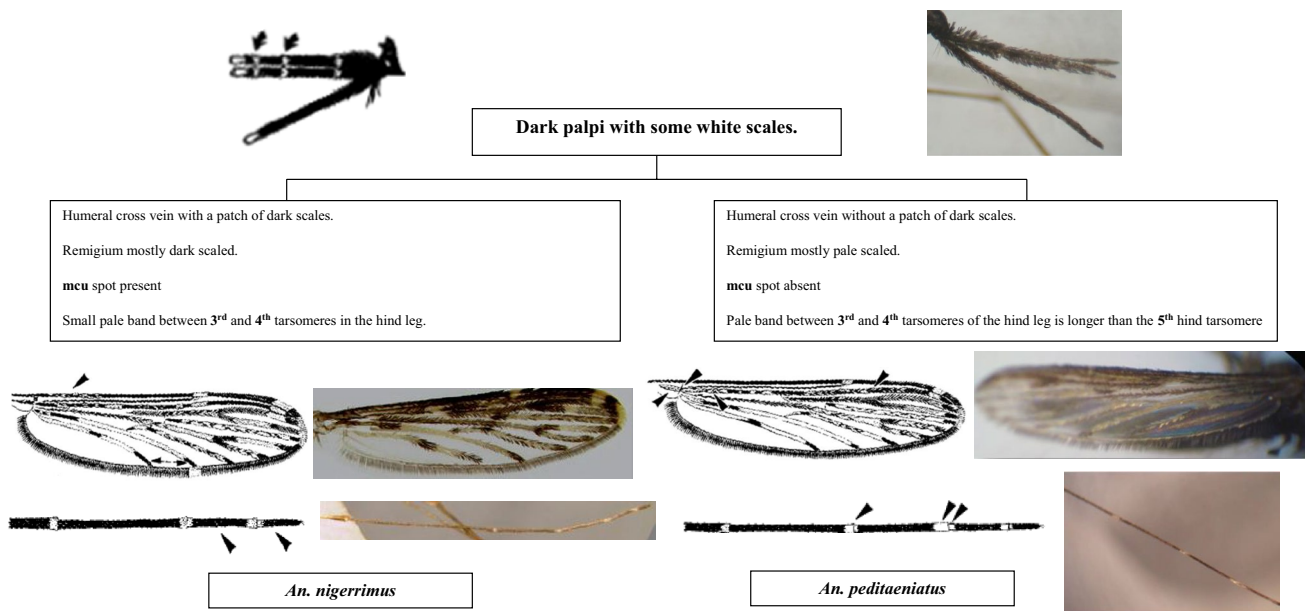 Dark palpi with some white scales.
Humeral cross vein with a patch of dark scales.
Remigium mostly dark scaled.
mcu spot present
Small pale band between 3rd and 4th tarsomeres in the hind leg.
Humeral cross vein without a patch of dark scales.
Remigium mostly pale scaled.
mcu spot absent
Pale band between 3rd and 4th tarsomeres of the hind leg is longer than the 5th hind tarsomere
An. nigerrimus
An. peditaeniatus